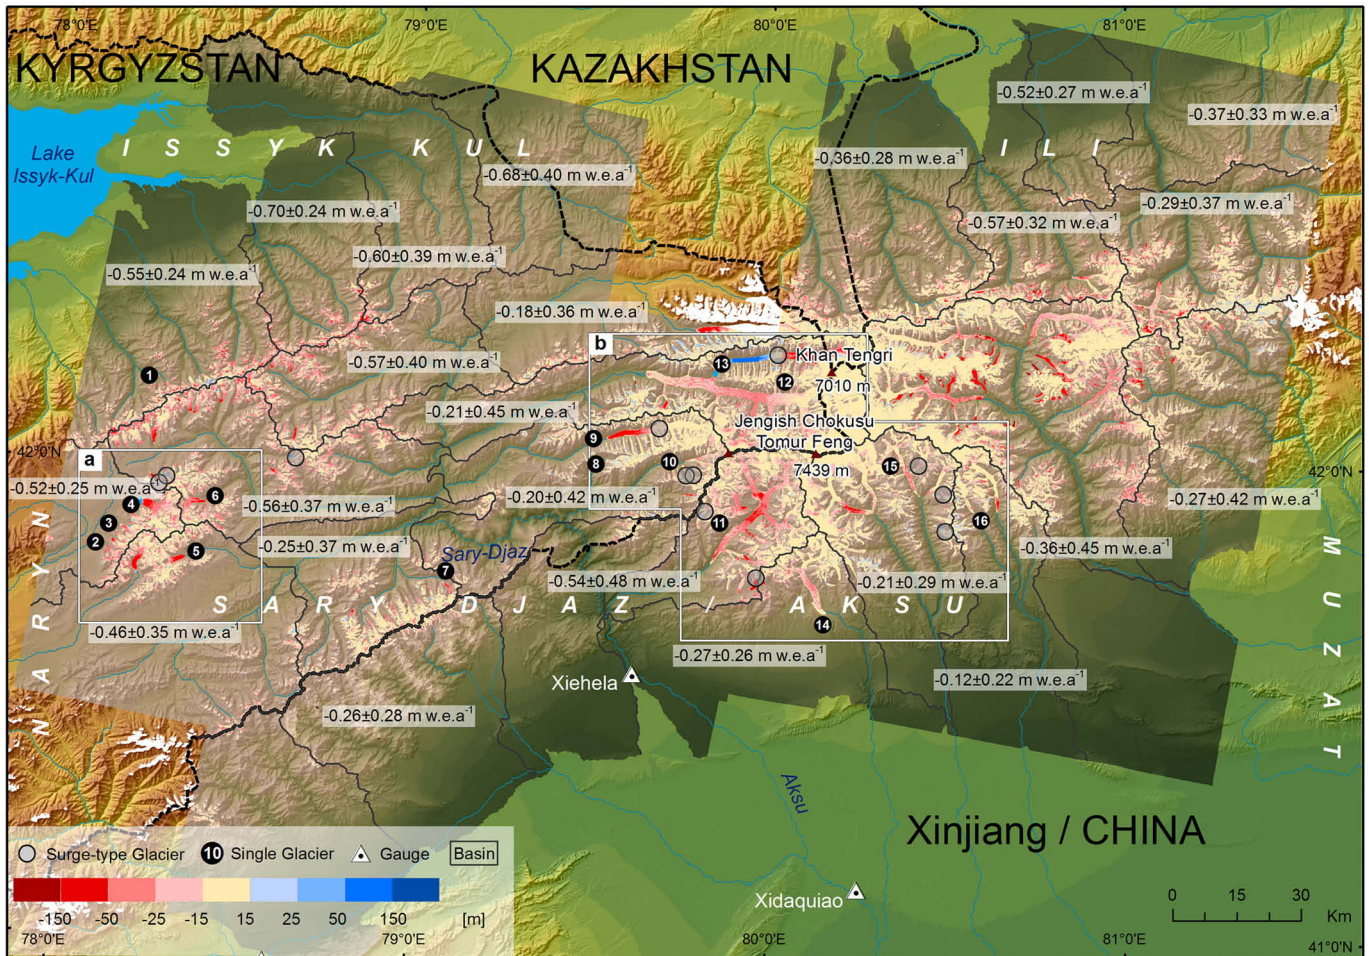 78°0'E
79°0'E
80°0'E
81°0'E
KYRGYZSTAN
KAZAKHSTAN
-0.52±0.27 m w.e.a⁻¹
-0.37±0.33 m w.e.a⁻¹
Lake
Issyk-Kul
ISSYK KUL
ILI
-0.36±0.28 m w.e.a⁻¹
-0.68±0.40 m w.e.a⁻¹
-0.70±0.24 m w.e.a⁻¹
-0.29±0.37 m w.e.a⁻¹
-0.57±0.32 m w.e.a⁻¹
-0.60±0.39 m w.e.a⁻¹
-0.55±0.24 m w.e.a⁻¹
-0.18±0.36 m w.e.a⁻¹
b
Khan Tengri
7010 m
13
12
1
-0.57±0.40 m w.e.a⁻¹
-0.21±0.45 m w.e.a⁻¹
Jengish Chokusu
Tomur Feng
7439 m
9
8
10
15
42°0'N
42°0'N
a
-0.52±0.25 m w.e.a⁻¹
6
4
3
2
5
-0.56±0.37 m w.e.a⁻¹
-0.20±0.42 m w.e.a⁻¹
-0.27±0.42 m w.e.a⁻¹
11
16
-0.25±0.37 m w.e.a⁻¹
-0.36±0.45 m w.e.a⁻¹
Sary-Djaz
7
-0.54±0.48 m w.e.a⁻¹
-0.21±0.29 m w.e.a⁻¹
SARY DJAZ / AKSU
14
-0.46±0.35 m w.e.a⁻¹
NARYN
MUZAT
-0.27±0.26 m w.e.a⁻¹
-0.12±0.22 m w.e.a⁻¹
Xiehela
-0.26±0.28 m w.e.a⁻¹
Aksu
Xinjiang / CHINA
Xidaquiao
Surge-type Glacier
10 Single Glacier
Gauge
Basin
-150 -50 -25 -15 15 25 50 150 [m]
0 15 30
Km
78°0'E
79°0'E
80°0'E
81°0'E
41°0'N